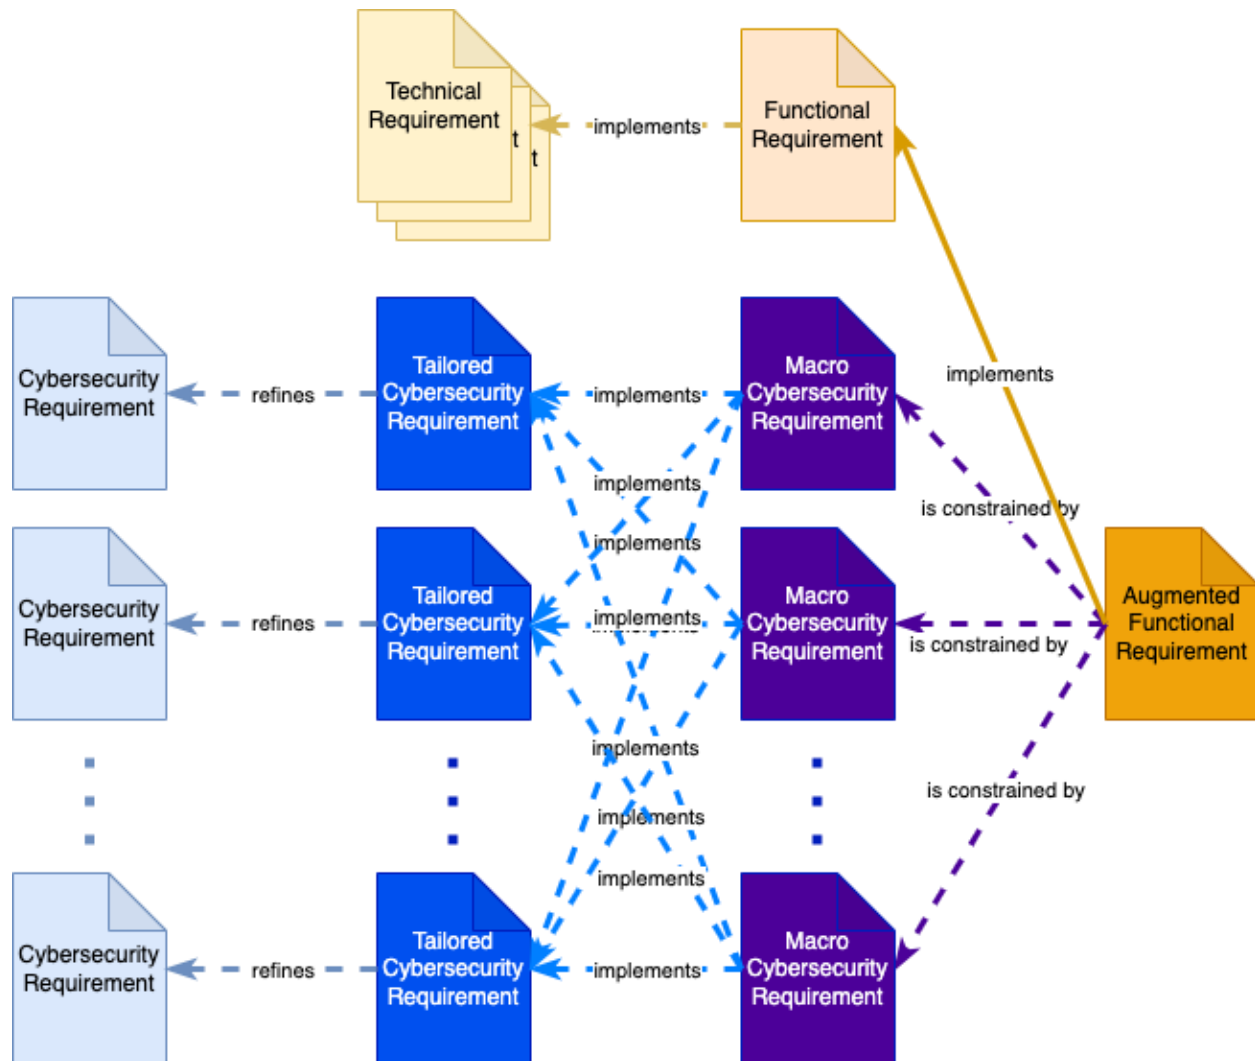 Technical
Requirement
t
t
implements
Functional
Requirement
Cybersecurity
Requirement
refines
Tailored
Cybersecurity
Requirement
implements
Macro
Cybersecurity
Requirement
implements
implements
is constrained by
implements
Cybersecurity
Requirement
refines
Tailored
Cybersecurity
Requirement
implements
implements
Macro
Cybersecurity
Requirement
is constrained by
Augmented
Functional
Requirement
implements
is constrained by
implements
implements
Cybersecurity
Requirement
refines
Tailored
Cybersecurity
Requirement
implements
Macro
Cybersecurity
Requirement